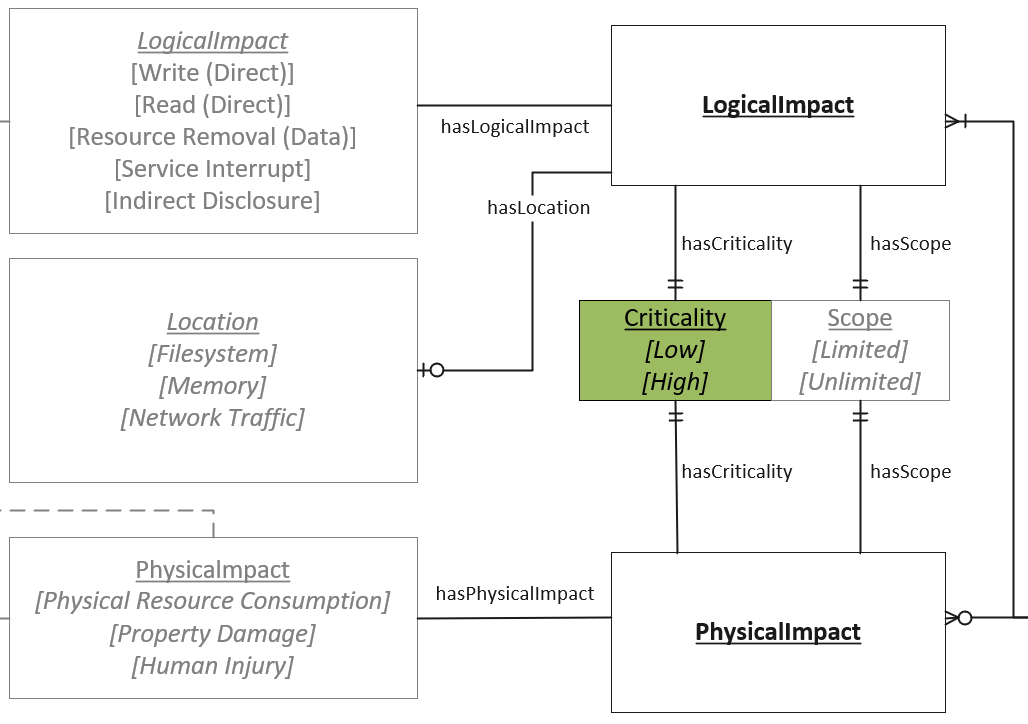 LogicalImpact
[Write (Direct)]
[Read (Direct)]
[Resource Removal (Data)]
[Service Interrupt]
[Indirect Disclosure]
hasLogicalImpact
LogicalImpact
hasLocation
hasCriticality
hasScope
Location
[Filesystem]
[Memory]
[Network Traffic]
Criticality
[Low]
[High]
Scope
[Limited]
[Unlimited]
hasCriticality
hasScope
PhysicaImpact
[Physical Resource Consumption]
[Property Damage]
[Human Injury]
hasPhysicalImpact
PhysicalImpact